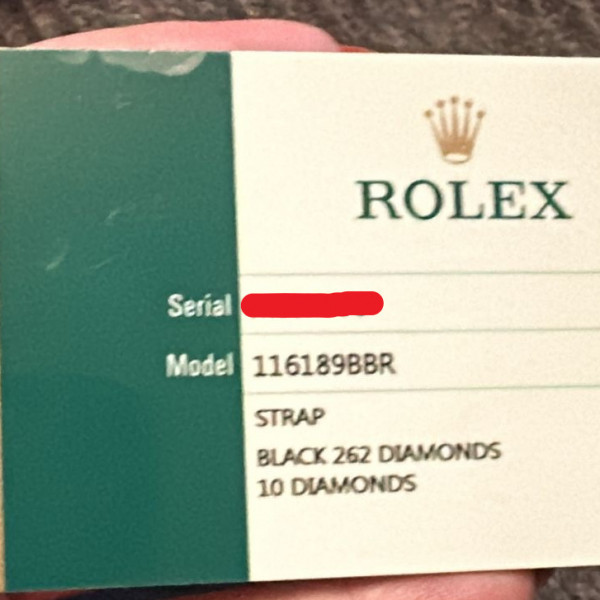 ROLEX
Serial
Model 116189BBR
STRAP
BLACK 262 DIAMONDS
10 DIAMONDS